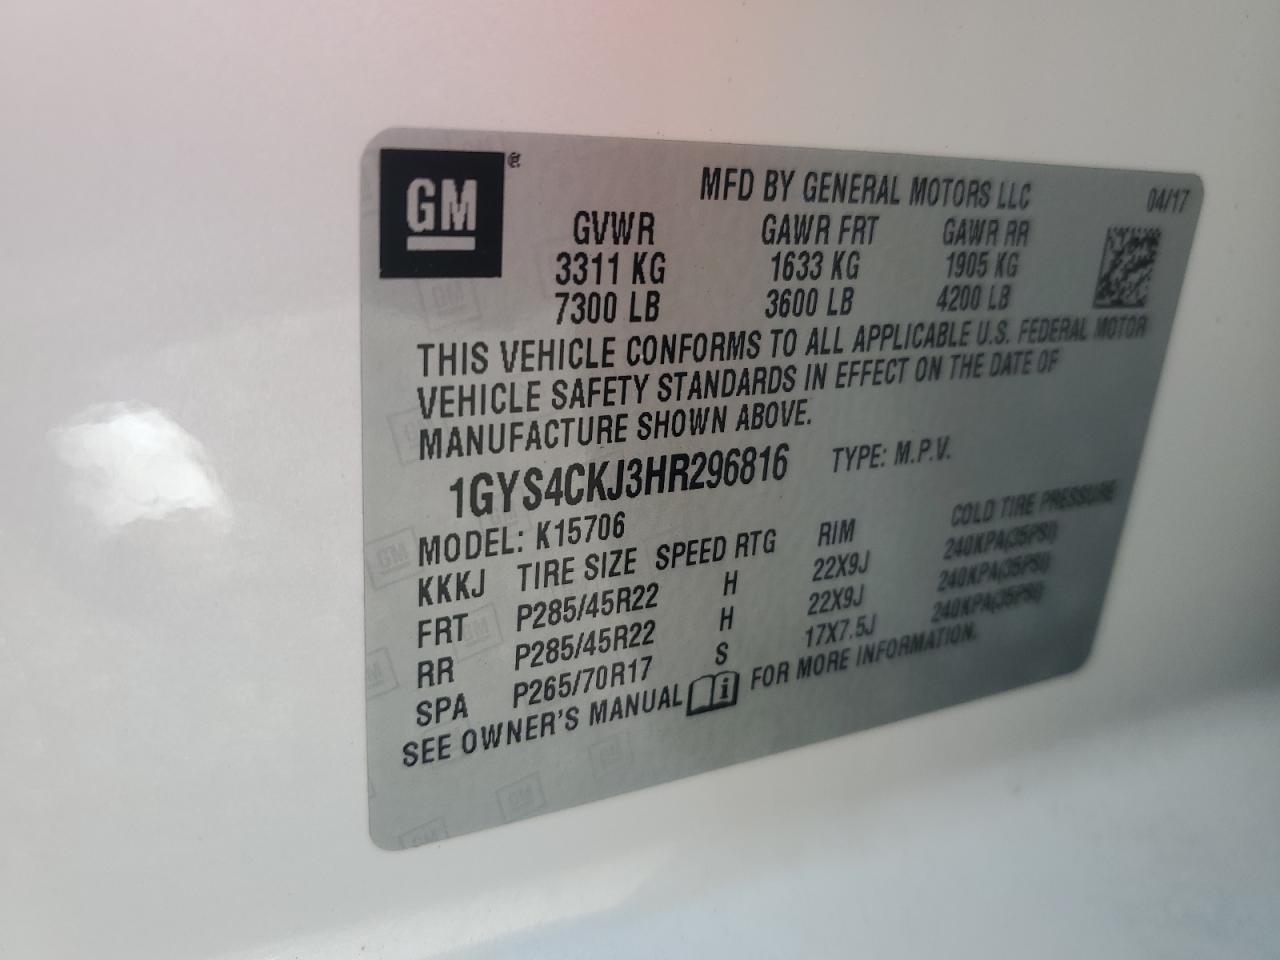 GM
MFD BY GENERAL MOTORS LLC 04/17
GVWR GAWR FRT GAWR RR
3311 KG 1633 KG 1905 KG
7300 LB 3600 LB 4200 LB
THIS VEHICLE CONFORMS TO ALL APPLICABLE U.S. FEDERAL MOTOR
VEHICLE SAFETY STANDARDS IN EFFECT ON THE DATE OF
MANUFACTURE SHOWN ABOVE.
1GYS4CKJ3HR296816 TYPE: M.P.V.
MODEL: K15706
KKKJ TIRE SIZE SPEED RTG RIM COLD TIRE PRESSURE
FRT P285/45R22 H 22X9J 240KPA(35PSI)
RR P285/45R22 H 22X9J 240KPA(35PSI)
SPA P265/70R17 S 17X7.5J 240KPA(35PSI)
SEE OWNER'S MANUAL FOR MORE INFORMATION.